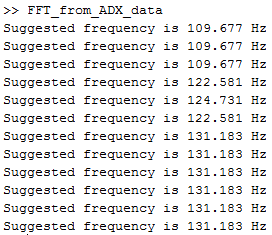 >> FFT_from_ADX_data
Suggested frequency is 109.677 Hz
Suggested frequency is 109.677 Hz
Suggested frequency is 109.677 Hz
Suggested frequency is 122.581 Hz
Suggested frequency is 124.731 Hz
Suggested frequency is 122.581 Hz
Suggested frequency is 131.183 Hz
Suggested frequency is 131.183 Hz
Suggested frequency is 131.183 Hz
Suggested frequency is 131.183 Hz
Suggested frequency is 131.183 Hz
Suggested frequency is 131.183 Hz